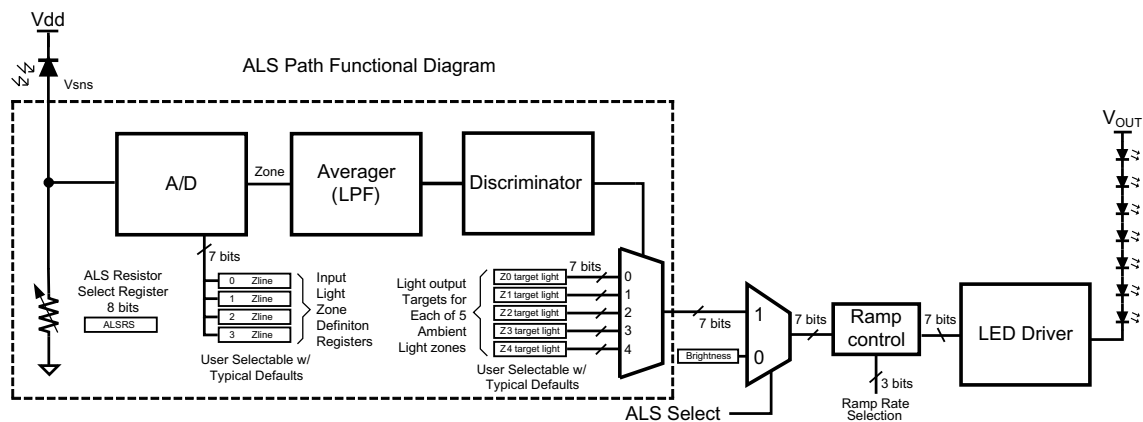 Vdd
Vsns
ALS Path Functional Diagram
A/D
Zone
Averager
(LPF)
Discriminator
7 bits
ALS Resistor
Select Register
8 bits
ALSRS
0 Zline
1 Zline
2 Zline
3 Zline
Input
Light
Zone
Definiton
Registers
User Selectable w/
Typical Defaults
Light output
Targets for
Each of 5
Ambient
Light zones
7 bits
Z0 target light
Z1 target light
Z2 target light
Z3 target light
Z4 target light
0
1
2
3
4
User Selectable w/
Typical Defaults
7 bits
Brightness
1
0
ALS Select
7 bits
Ramp
control
3 bits
Ramp Rate
Selection
7 bits
LED Driver
VOUT